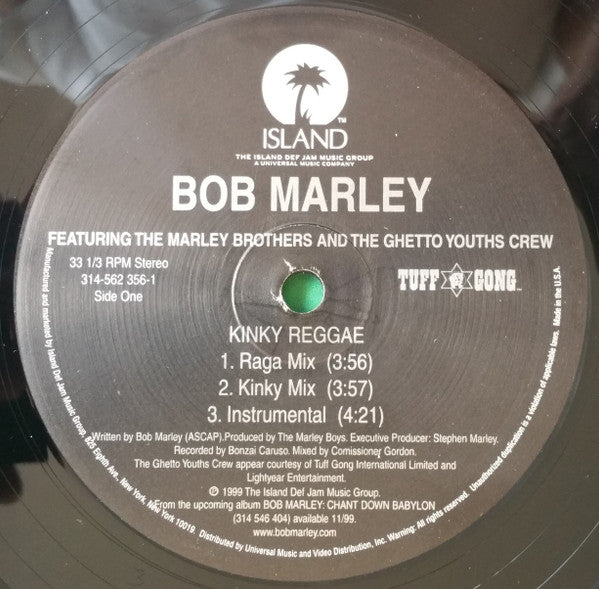 TM
ISLAND
THE ISLAND DEF JAM MUSIC GROUP
A UNIVERSAL MUSIC COMPANY
BOB MARLEY
FEATURING THE MARLEY BROTHERS AND THE GHETTO YOUTHS CREW
33 1/3 RPM Stereo
314-562 356-1
Side One
TUFF GONG
KINKY REGGAE
1. Raga Mix (3:56)
2. Kinky Mix (3:57)
3. Instrumental (4:21)
Written by Bob Marley (ASCAP).Produced by The Marley Boys. Executive Producer: Stephen Marley.
Recorded by Bonzai Caruso. Mixed by Comissioner Gordon.
The Ghetto Youths Crew appear courtesy of Tuff Gong International Limited and
Lightyear Entertainment.
℗ © 1999 The Island Def Jam Music Group.
From the upcoming album BOB MARLEY: CHANT DOWN BABYLON
(314 546 404) available 11/99.
www.bobmarley.com
Manufactured and marketed by Island Def Jam Music Group, 825 Eighth Ave. New York, New York, NY 10019. Distributed by Universal Music and Video Distribution, Inc. Warning: All rights reserved. Unauthorized duplication is a violation of applicable laws. Made in the U.S.A.